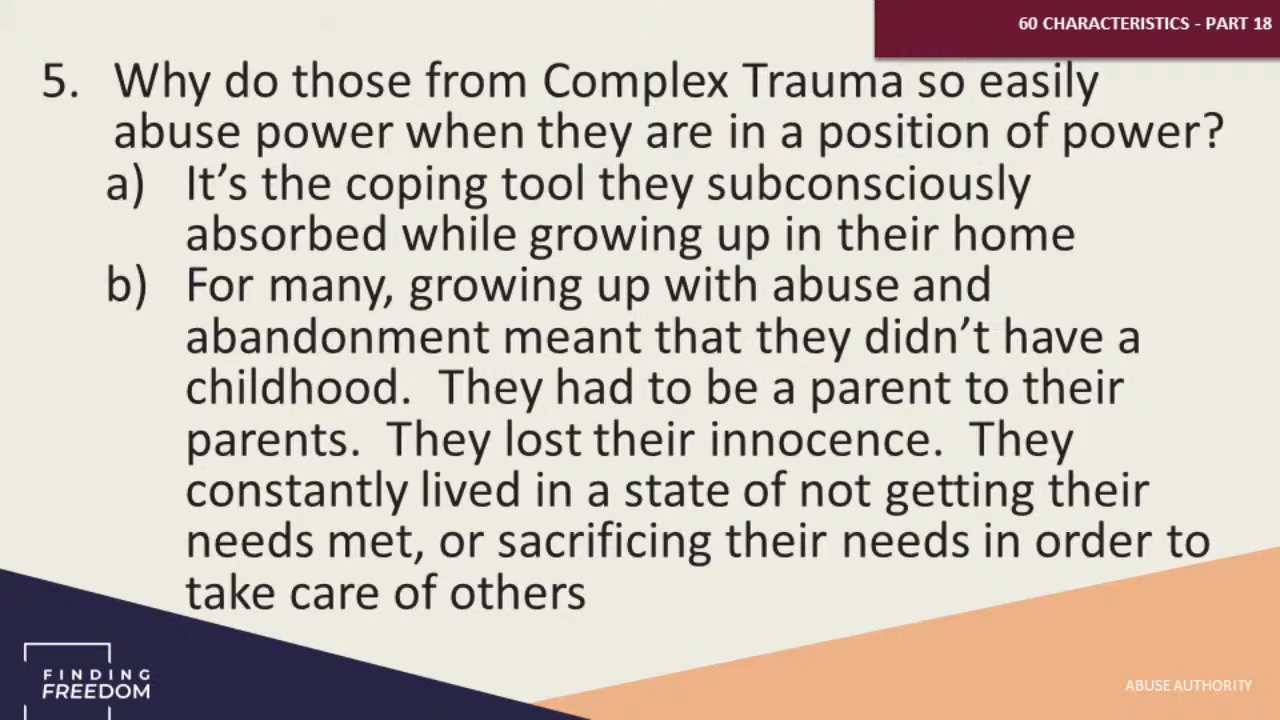 60 CHARACTERISTICS - PART 18
5. Why do those from Complex Trauma so easily
abuse power when they are in a position of power?
a) It’s the coping tool they subconsciously
absorbed while growing up in their home
b) For many, growing up with abuse and
abandonment meant that they didn’t have a
childhood.  They had to be a parent to their
parents.  They lost their innocence.  They
constantly lived in a state of not getting their
needs met, or sacrificing their needs in order to
take care of others
FINDING
FREEDOM
ABUSE AUTHORITY